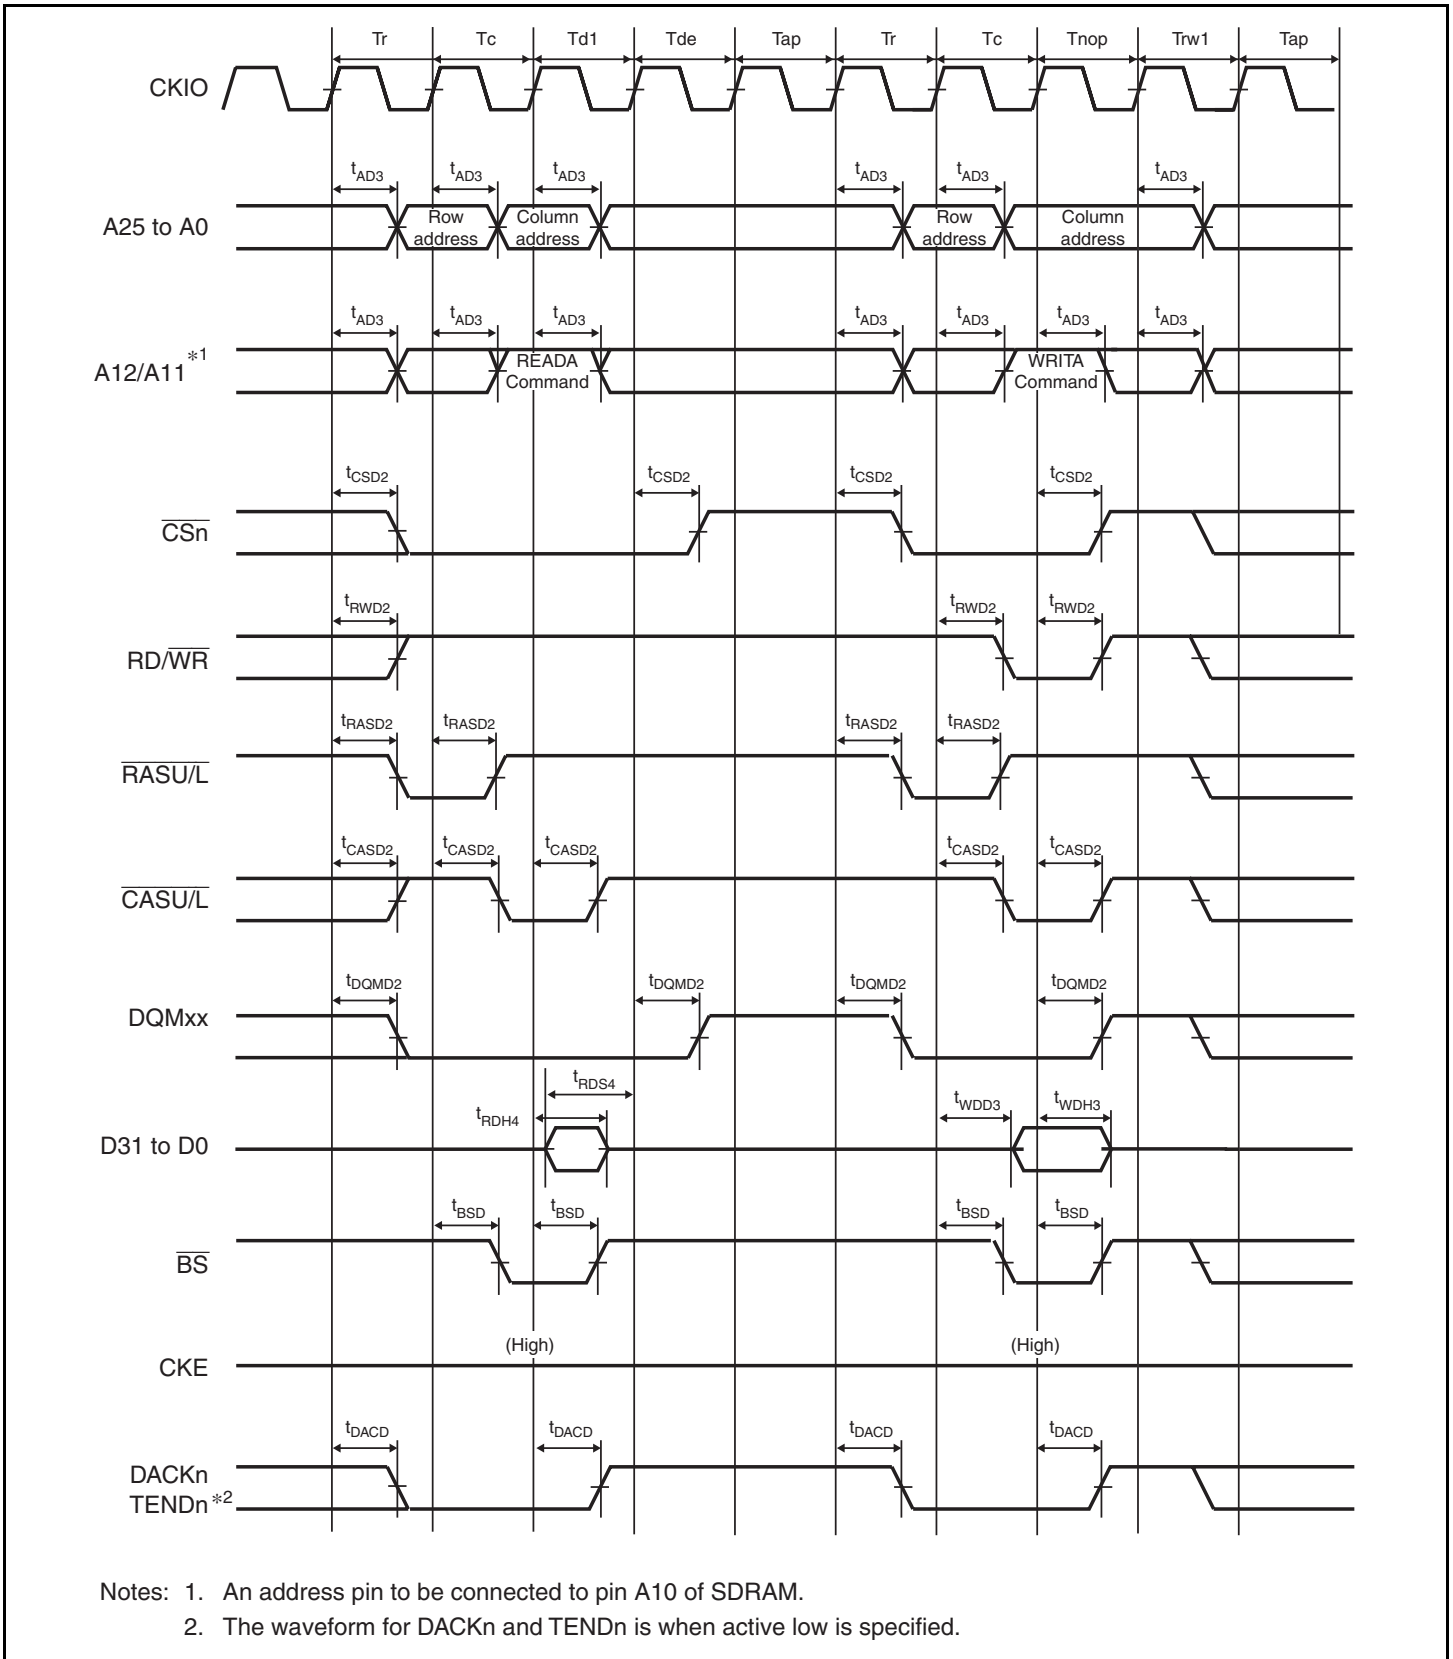 Tr Tc Td1 Tde Tap Tr Tc Tnop Trw1 Tap
CKIO
tAD3 tAD3 tAD3 tAD3 tAD3 tAD3
A25 to A0
Row address
Column address
Row address
Column address
tAD3 tAD3 tAD3 tAD3 tAD3 tAD3 tAD3
A12/A11 *1
READA Command
WRITA Command
tCSD2 tCSD2 tCSD2 tCSD2
CSn
tRWD2 tRWD2 tRWD2
RD/WR
tRASD2 tRASD2 tRASD2 tRASD2
RASU/L
tCASD2 tCASD2 tCASD2 tCASD2 tCASD2
CASU/L
tDQMD2 tDQMD2 tDQMD2 tDQMD2
DQMxx
tRDS4
tRDH4 tWDD3 tWDH3
D31 to D0
tBSD tBSD tBSD tBSD
BS
(High) (High)
CKE
tDACD tDACD tDACD tDACD
DACKn
TENDn *2
Notes: 1. An address pin to be connected to pin A10 of SDRAM.
2. The waveform for DACKn and TENDn is when active low is specified.